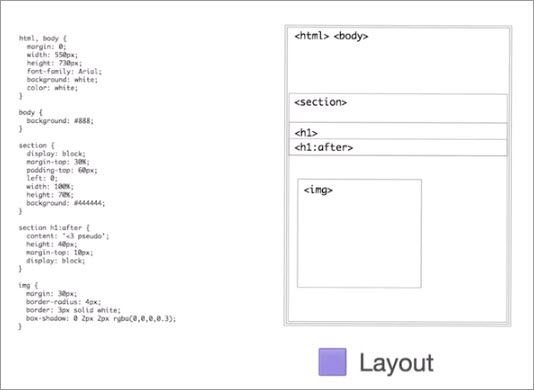 html, body {
margin: 0;
width: 550px;
height: 730px;
font-family: Arial;
background: white;
color: white;
}
body {
background: #888;
}
section {
display: block;
margin-top: 30%;
padding-top: 60px;
left: 0;
width: 100%;
height: 70%;
background: #444444;
}
section h1:after {
content: '<3 pseudo';
height: 40px;
margin-top: 10px;
display: block;
}
img {
margin: 30px;
border-radius: 4px;
border: 3px solid white;
box-shadow: 0 2px 2px rgba(0,0,0,0.3);
}
<html> <body>
<section>
<h1>
<h1:after>
<img>
Layout